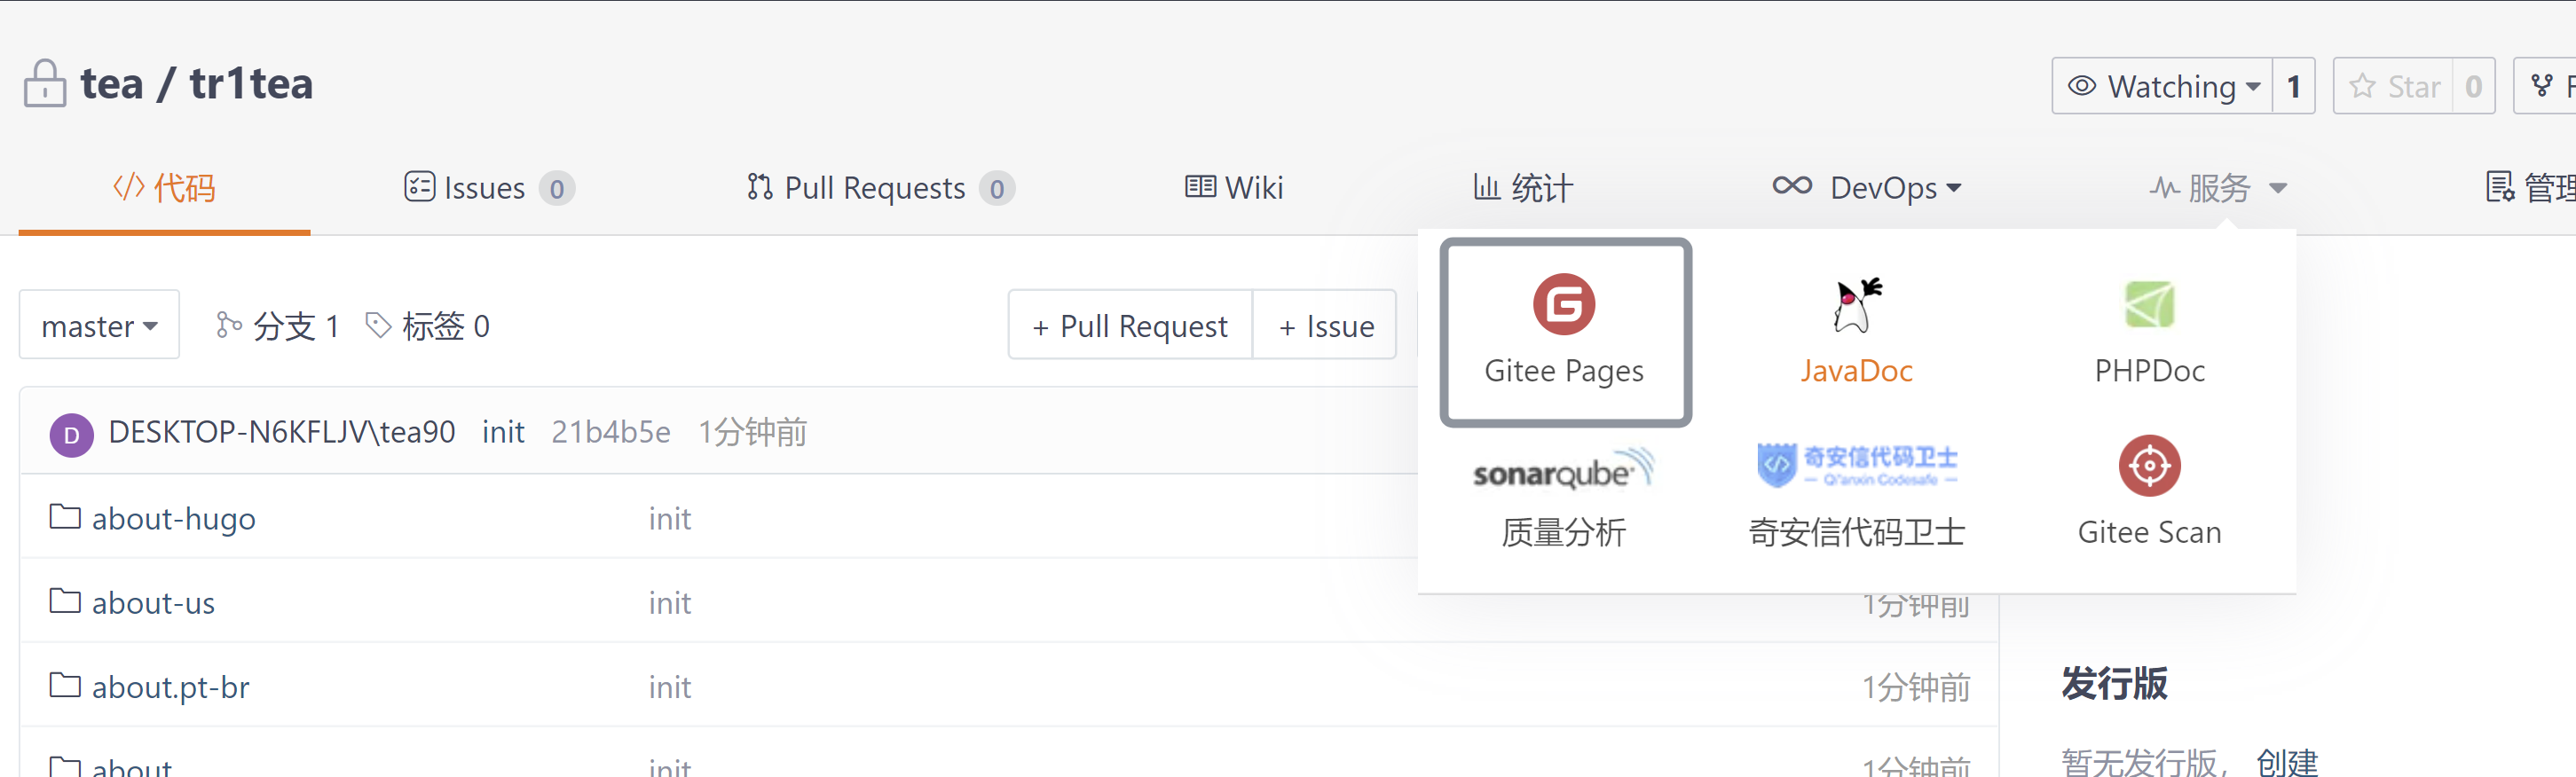 tea / tr1tea
Watching 1 Star 0
代码 Issues 0 Pull Requests 0 Wiki 统计 DevOps 服务 管理
master 分支 1 标签 0 + Pull Request + Issue
Gitee Pages JavaDoc PHPDoc
D DESKTOP-N6KFLJV\tea90 init 21b4b5e 1分钟前
sonarqube 奇安信代码卫士
Qi'anxin Codesafe
质量分析 奇安信代码卫士 Gitee Scan
about-hugo init
about-us init 1分钟前
about.pt-br init 1分钟前
发行版
about init 1分钟前
暂无发行版， 创建